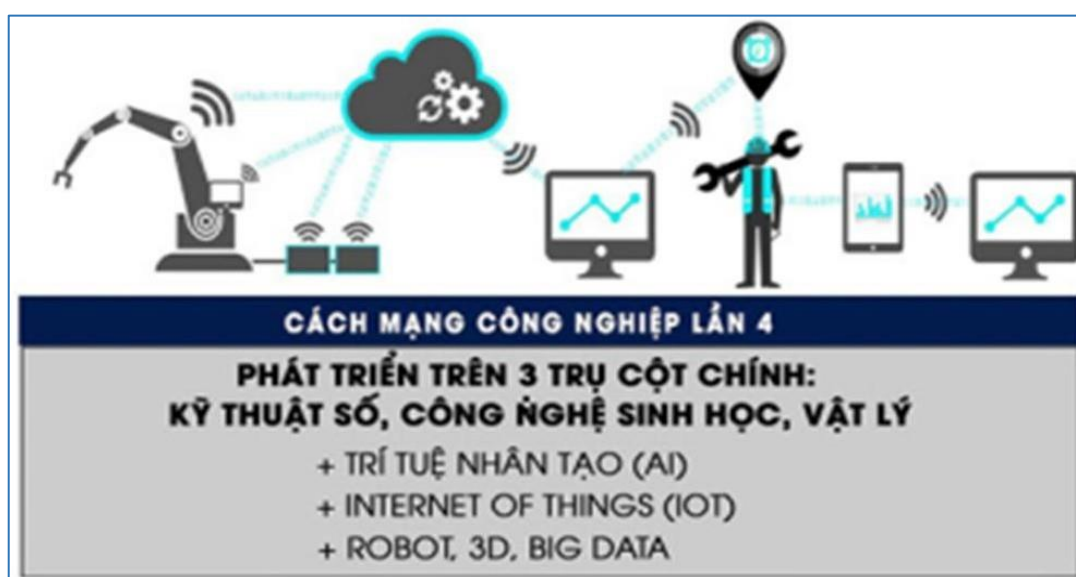 CÁCH MẠNG CÔNG NGHIỆP LẦN 4
PHÁT TRIỂN TRÊN 3 TRỤ CỘT CHÍNH:
KỸ THUẬT SỐ, CÔNG NGHỆ SINH HỌC, VẬT LÝ
+ TRÍ TUỆ NHÂN TẠO (AI)
+ INTERNET OF THINGS (IOT)
+ ROBOT, 3D, BIG DATA